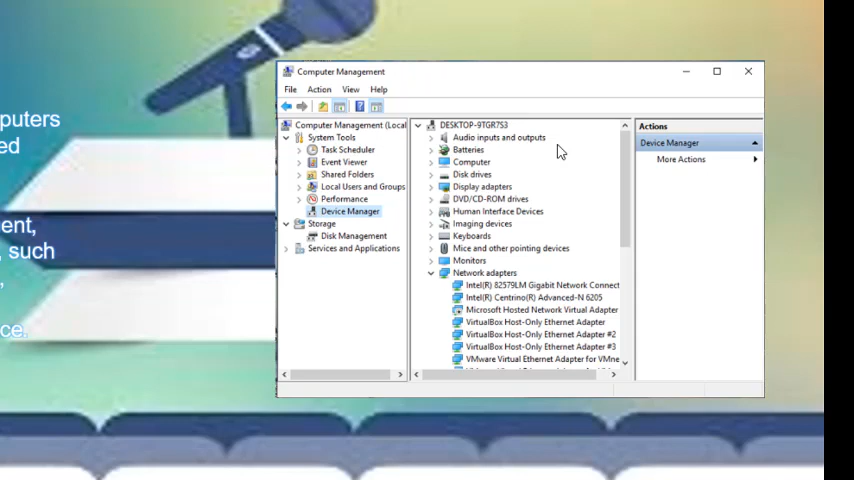 puters
ed
ent,
, such
,
ce.
Computer Management
File Action View Help
Computer Management (Local
System Tools
Task Scheduler
Event Viewer
Shared Folders
Local Users and Groups
Performance
Device Manager
Storage
Disk Management
Services and Applications
DESKTOP-9TGR7S3
Audio inputs and outputs
Batteries
Computer
Disk drives
Display adapters
DVD/CD-ROM drives
Human Interface Devices
Imaging devices
Keyboards
Mice and other pointing devices
Monitors
Network adapters
Intel(R) 82579LM Gigabit Network Connect
Intel(R) Centrino(R) Advanced-N 6205
Microsoft Hosted Network Virtual Adapter
VirtualBox Host-Only Ethernet Adapter
VirtualBox Host-Only Ethernet Adapter #2
VirtualBox Host-Only Ethernet Adapter #3
VMware Virtual Ethernet Adapter for VMne
Actions
Device Manager
More Actions